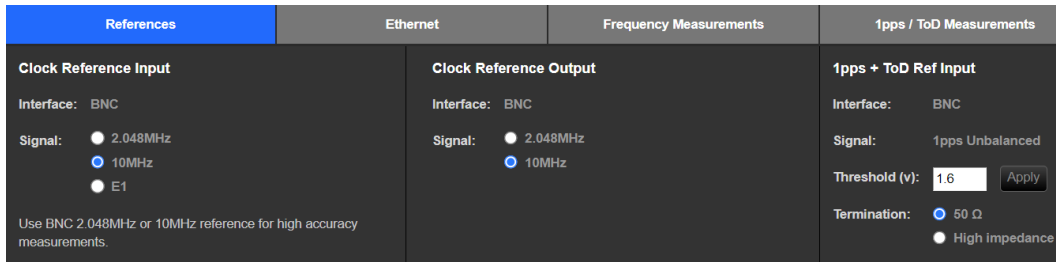 References
Ethernet
Frequency Measurements
1pps / ToD Measurements
Clock Reference Input
Interface: BNC
Signal: 2.048MHz
10MHz
E1
Use BNC 2.048MHz or 10MHz reference for high accuracy
measurements.
Clock Reference Output
Interface: BNC
Signal: 2.048MHz
10MHz
1pps + ToD Ref Input
Interface: BNC
Signal: 1pps Unbalanced
Threshold (v): 1.6 Apply
Termination: 50 Ω
High impedance